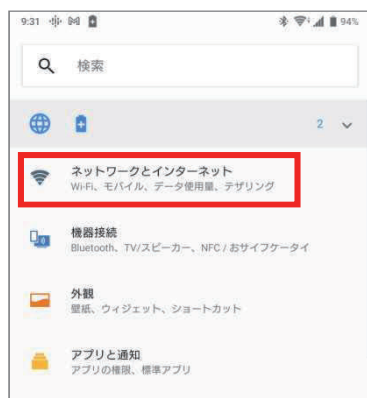 9:31 94%
検索
2
ネットワークとインターネット
Wi-Fi、モバイル、データ使用量、テザリング
機器接続
Bluetooth、TV/スピーカー、NFC / おサイフケータイ
外観
壁紙、ウィジェット、ショートカット
アプリと通知
アプリの権限、標準アプリ